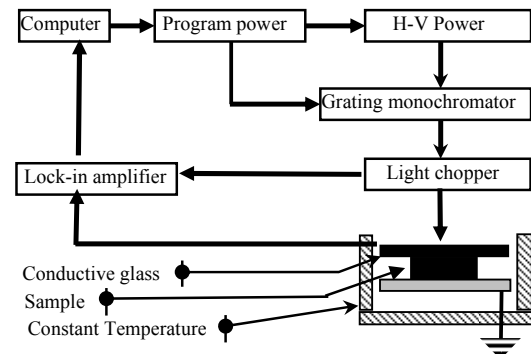 Computer
Program power
H-V Power
Grating monochromator
Lock-in amplifier
Light chopper
Conductive glass
Sample
Constant Temperature